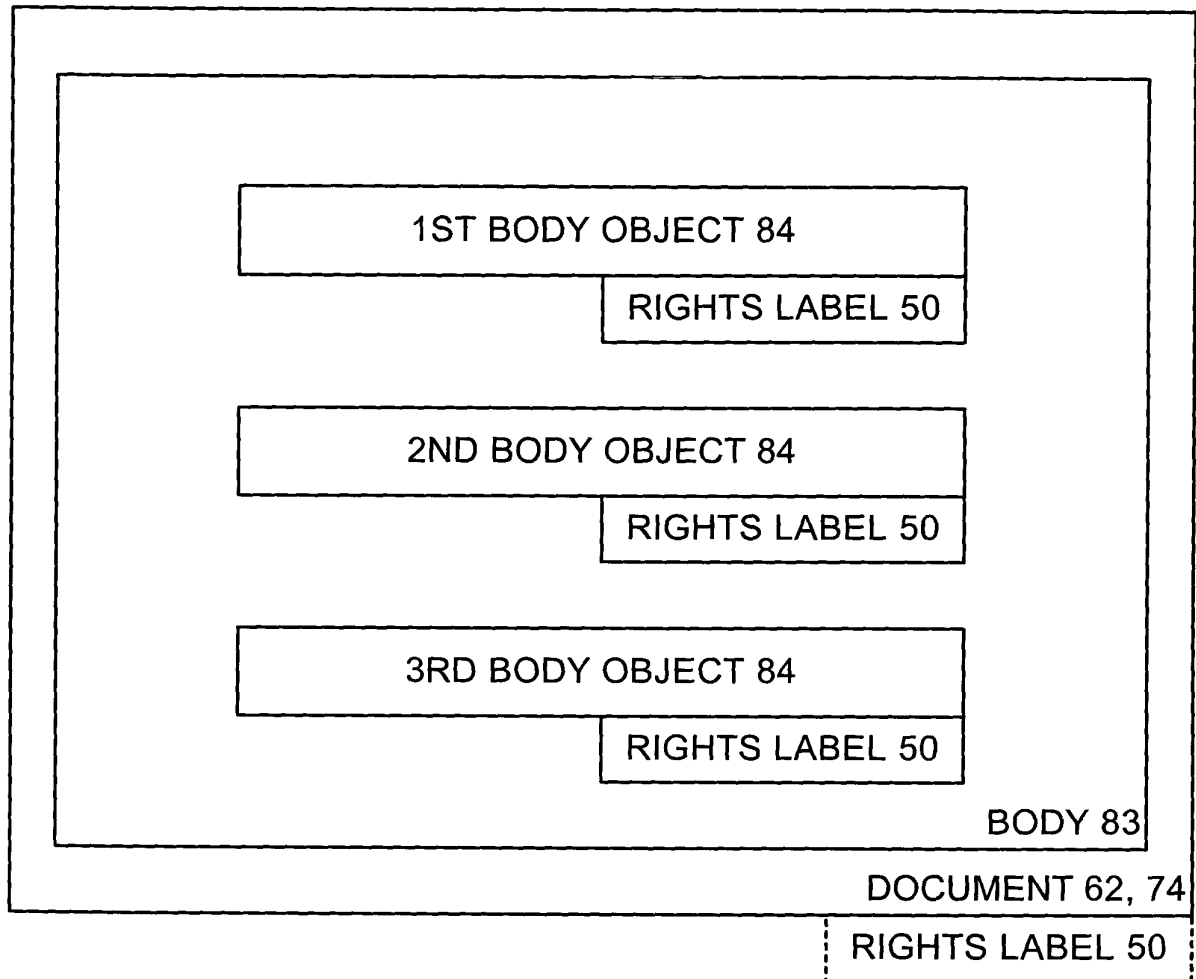 1ST BODY OBJECT 84
RIGHTS LABEL 50
2ND BODY OBJECT 84
RIGHTS LABEL 50
3RD BODY OBJECT 84
RIGHTS LABEL 50
BODY 83
DOCUMENT 62, 74
RIGHTS LABEL 50